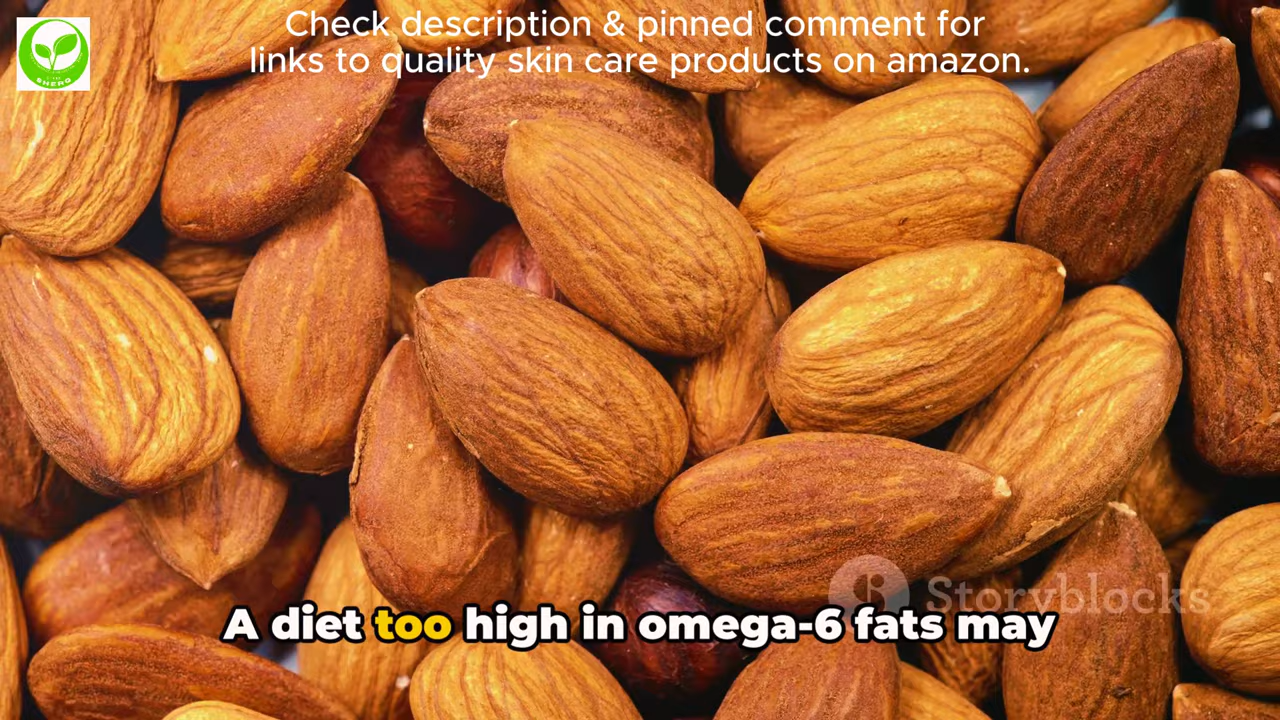 Check description & pinned comment for
links to quality skin care products on amazon.
SHERO
Storyblocks
A diet too high in omega-6 fats may